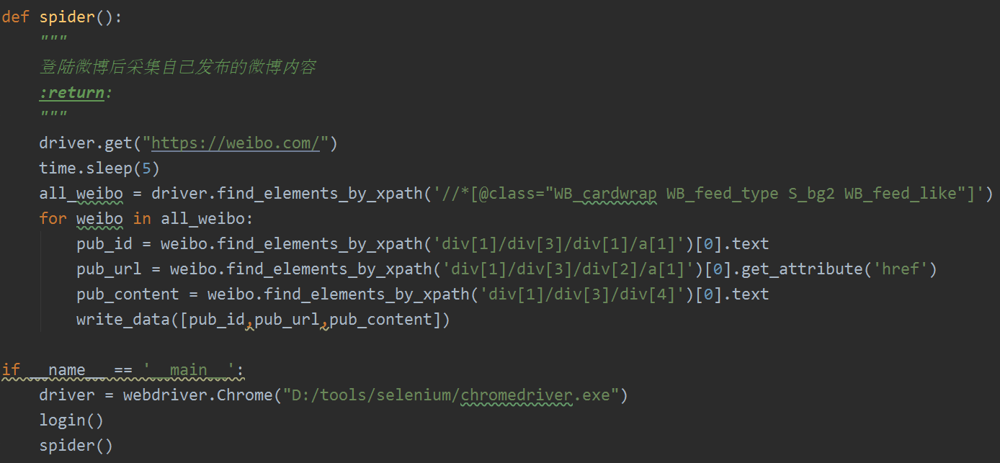 def spider():
    """
    登陆微博后采集自己发布的微博内容
    :return:
    """
    driver.get("https://weibo.com/")
    time.sleep(5)
    all_weibo = driver.find_elements_by_xpath('//*[@class="WB_cardwrap WB_feed_type S_bg2 WB_feed_like"]')
    for weibo in all_weibo:
        pub_id = weibo.find_elements_by_xpath('div[1]/div[3]/div[1]/a[1]')[0].text
        pub_url = weibo.find_elements_by_xpath('div[1]/div[3]/div[2]/a[1]')[0].get_attribute('href')
        pub_content = weibo.find_elements_by_xpath('div[1]/div[3]/div[4]')[0].text
        write_data([pub_id,pub_url,pub_content])

if __name__ == '__main__':
    driver = webdriver.Chrome("D:/tools/selenium/chromedriver.exe")
    login()
    spider()